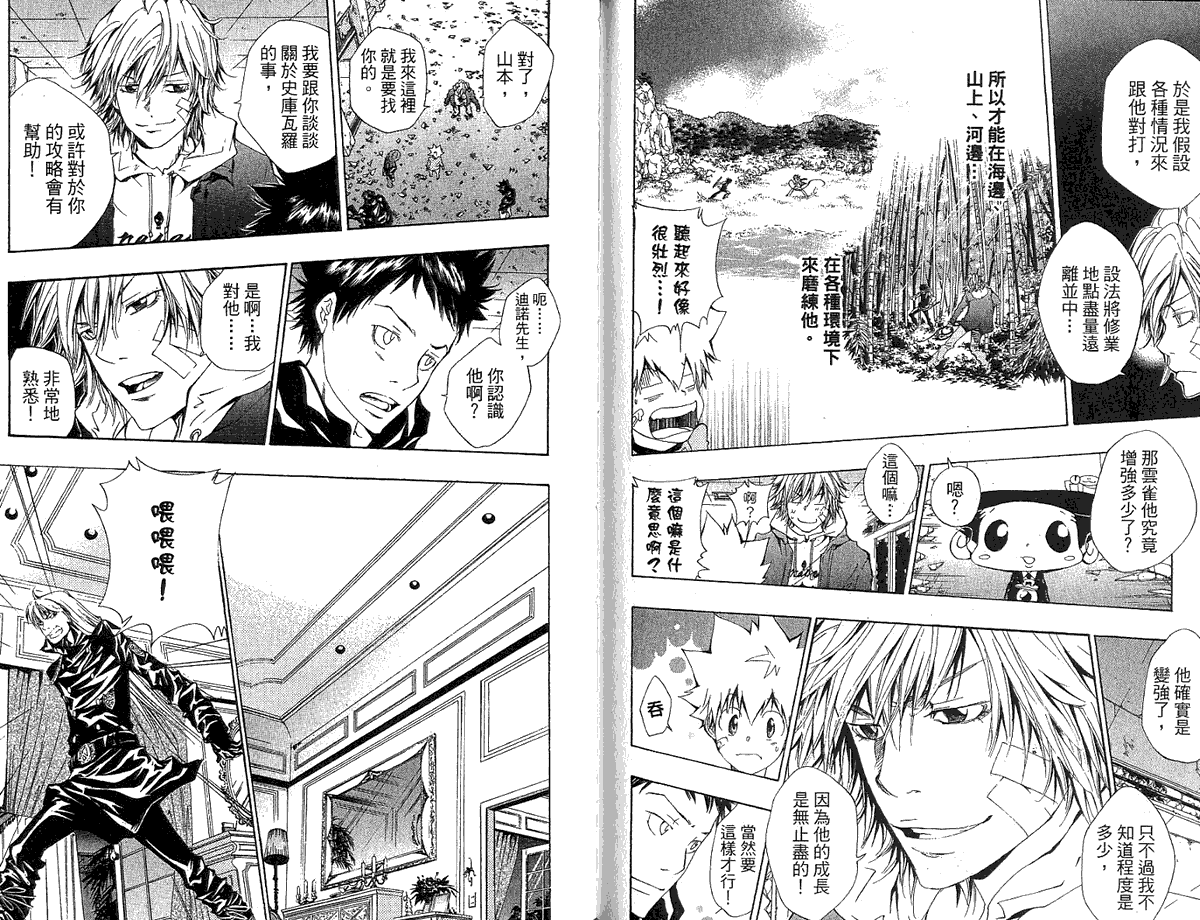 於是我假設
各種情況來
跟他對打，
設法將修業
地點盡量遠
離並中…
所以才能在海邊、
山上、河邊…
在各種環境下
來磨練他。
聽起來好像
很壯烈…！
那雲雀他究竟
增強多少了？
嗯？
這個嘛…
啊？
這個嘛是什
麼意思啊？
他確實是
變強了，
只不過我不
知道程度是
多少，
因為他的成長
是無止盡的！
吞
當然要
這樣才行！
對了，
山本，
我來這裡
就是要找
你的。
我要跟你談談
關於史庫瓦羅
的事，
或許對於你
的攻略會有
幫助！
呃……
迪諾先生，
你認識
他啊？
是啊…我
對他……
非常地
熟悉！
喂喂喂！